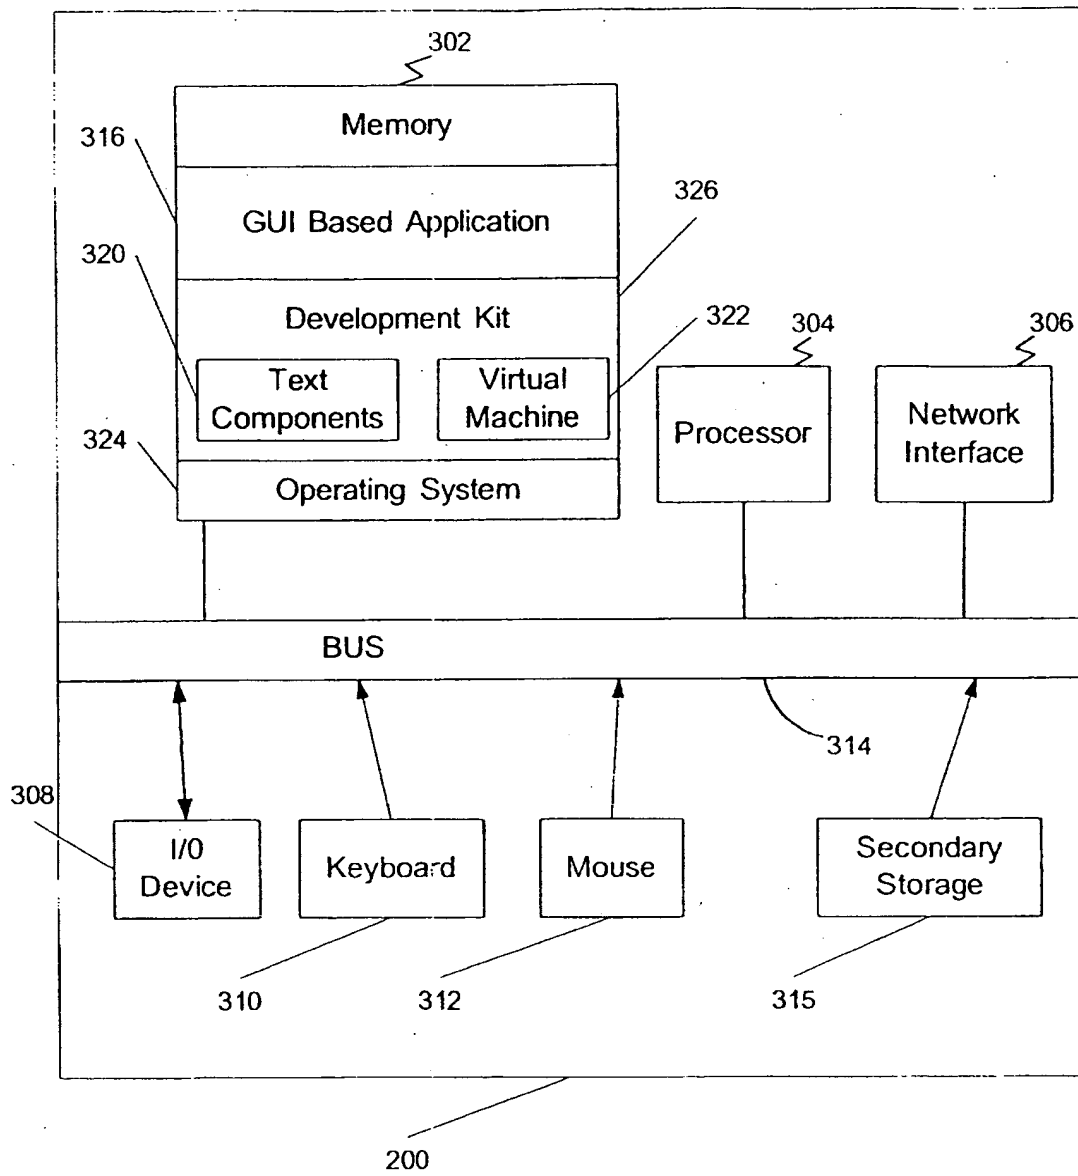 302
Memory
316
GUI Based Application
326
320
Development Kit
322
304
306
Text
Components
Virtual
Machine
Processor
Network
Interface
324
Operating System
BUS
314
308
I/0
Device
Keyboard
Mouse
Secondary
Storage
310
312
315
200